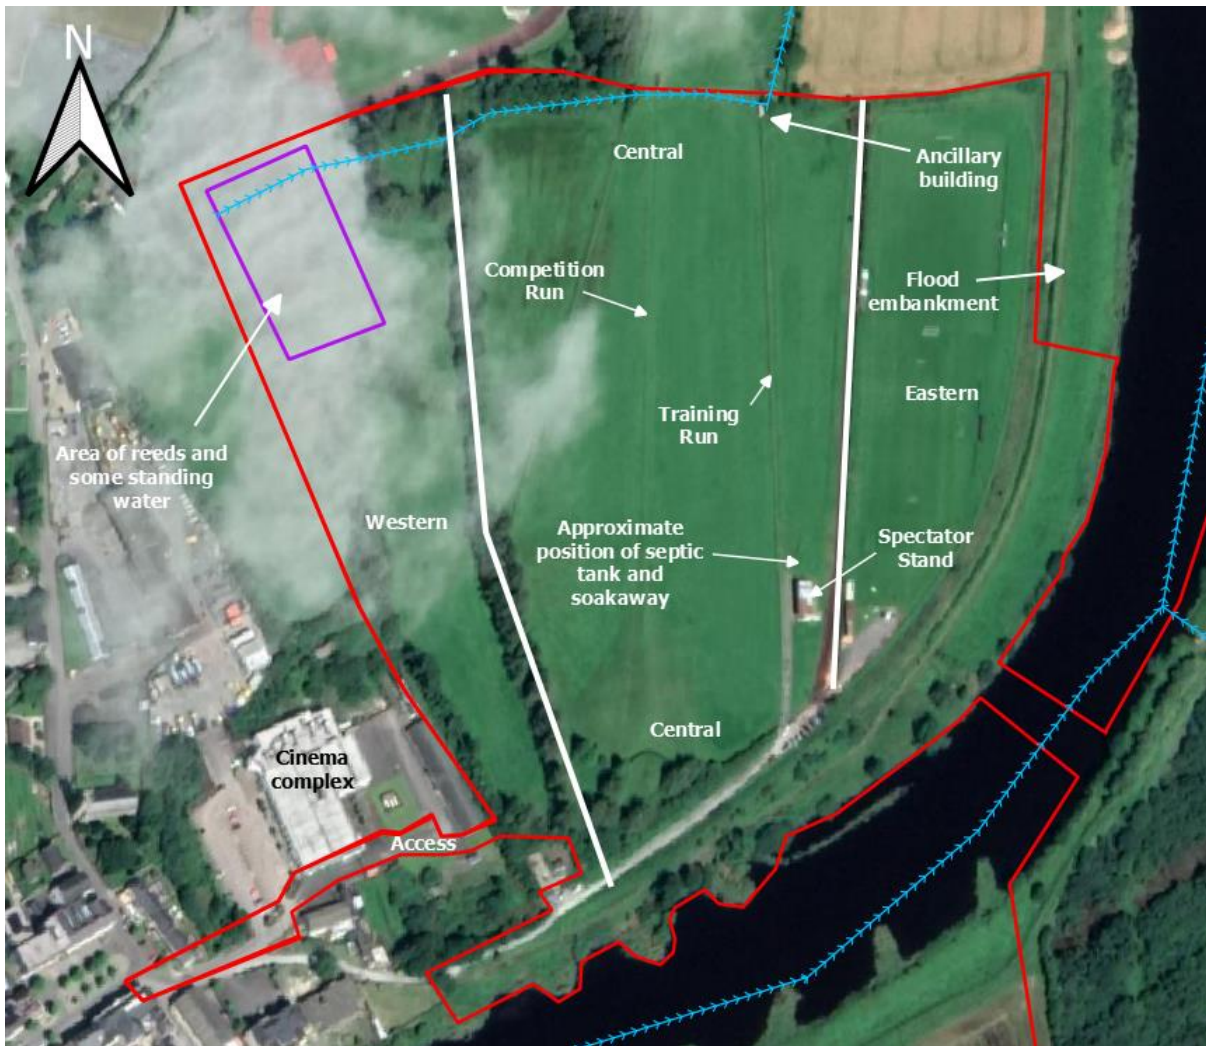 N
Central
Ancillary
building
Competition
Run
Flood
embankment
Training
Run
Eastern
Area of reeds and
some standing
water
Western
Approximate
position of septic
tank and
soakaway
Spectator
Stand
Central
Cinema
complex
Access